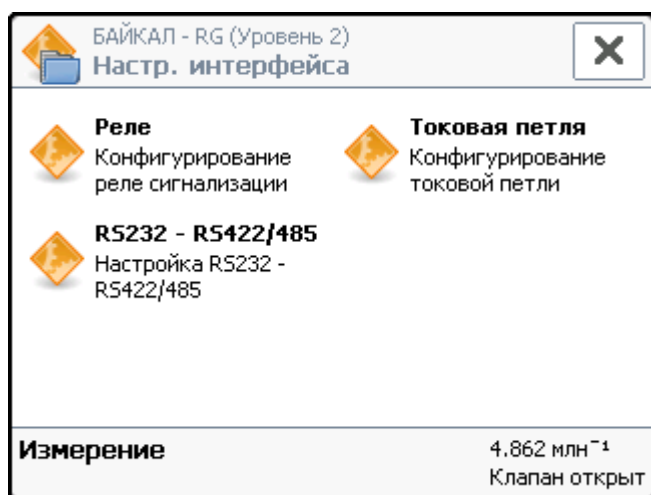 БАЙКАЛ - RG (Уровень 2)
Настр. интерфейса
Реле
Конфигурирование
реле сигнализации
Токовая петля
Конфигурирование
токовой петли
RS232 - RS422/485
Настройка RS232 -
RS422/485
Измерение
4.862 млн⁻¹
Клапан открыт